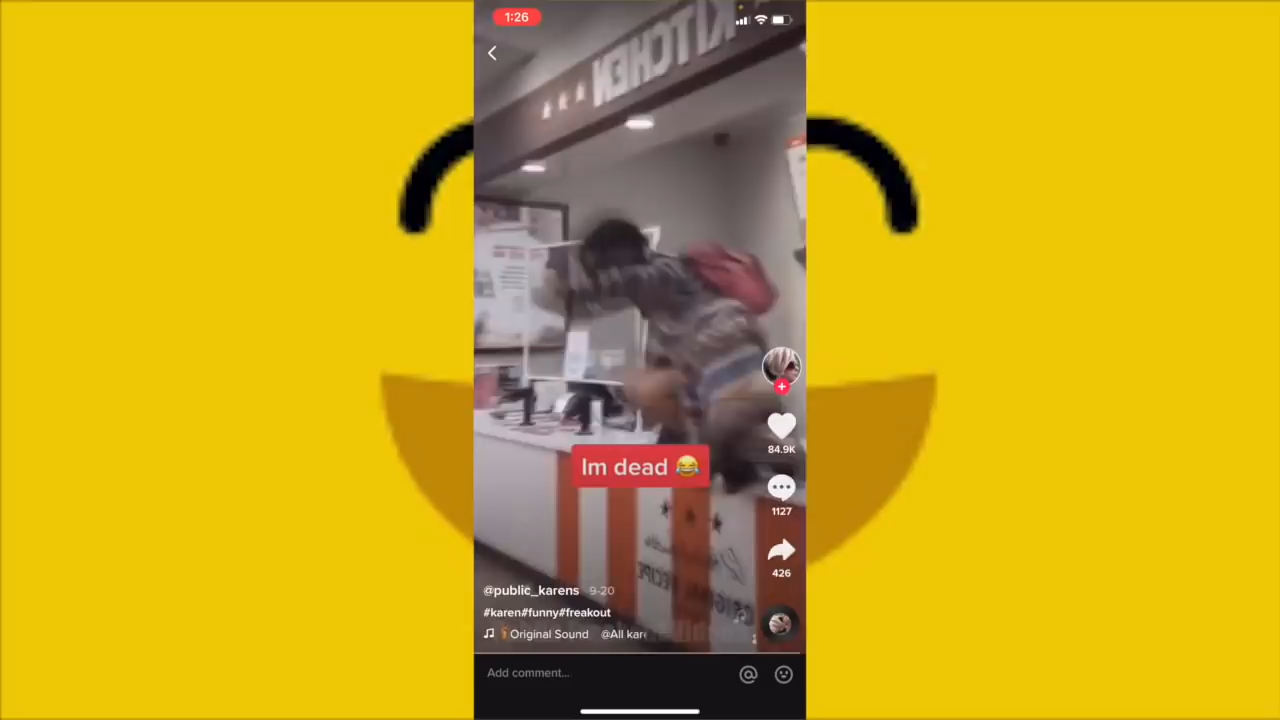 1:26
KITCHEN
Im dead 😂
84.9K
1127
426
@public_karens 9-20
#karen#funny#freakout
Original Sound @All kar
Add comment...